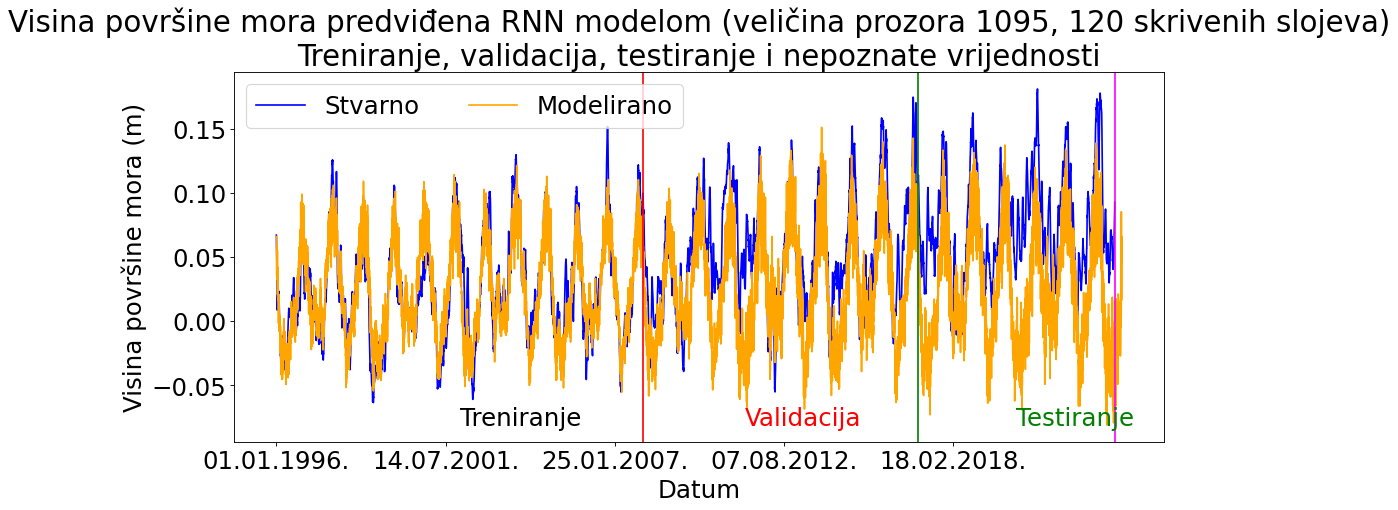 Visina površine mora predviđena RNN modelom (veličina prozora 1095, 120 skrivenih slojeva)
Treniranje, validacija, testiranje i nepoznate vrijednosti
Stvarno
Modelirano
Visina površine mora (m)
0.15
0.10
0.05
0.00
−0.05
Treniranje
Validacija
Testiranje
01.01.1996.
14.07.2001.
25.01.2007.
07.08.2012.
18.02.2018.
Datum